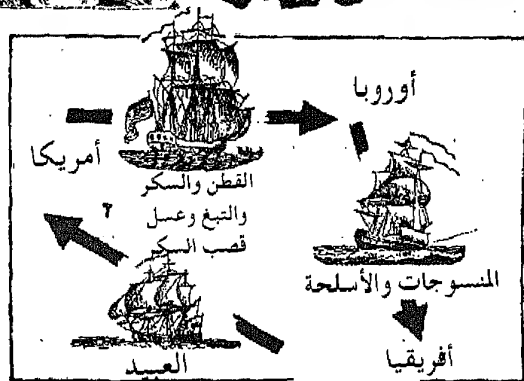 أوروبا
أمريكا
القطن والسكر
والتبغ وعسل
قصب السكر
المنسوجات والأسلحة
العبيد
أفريقيا